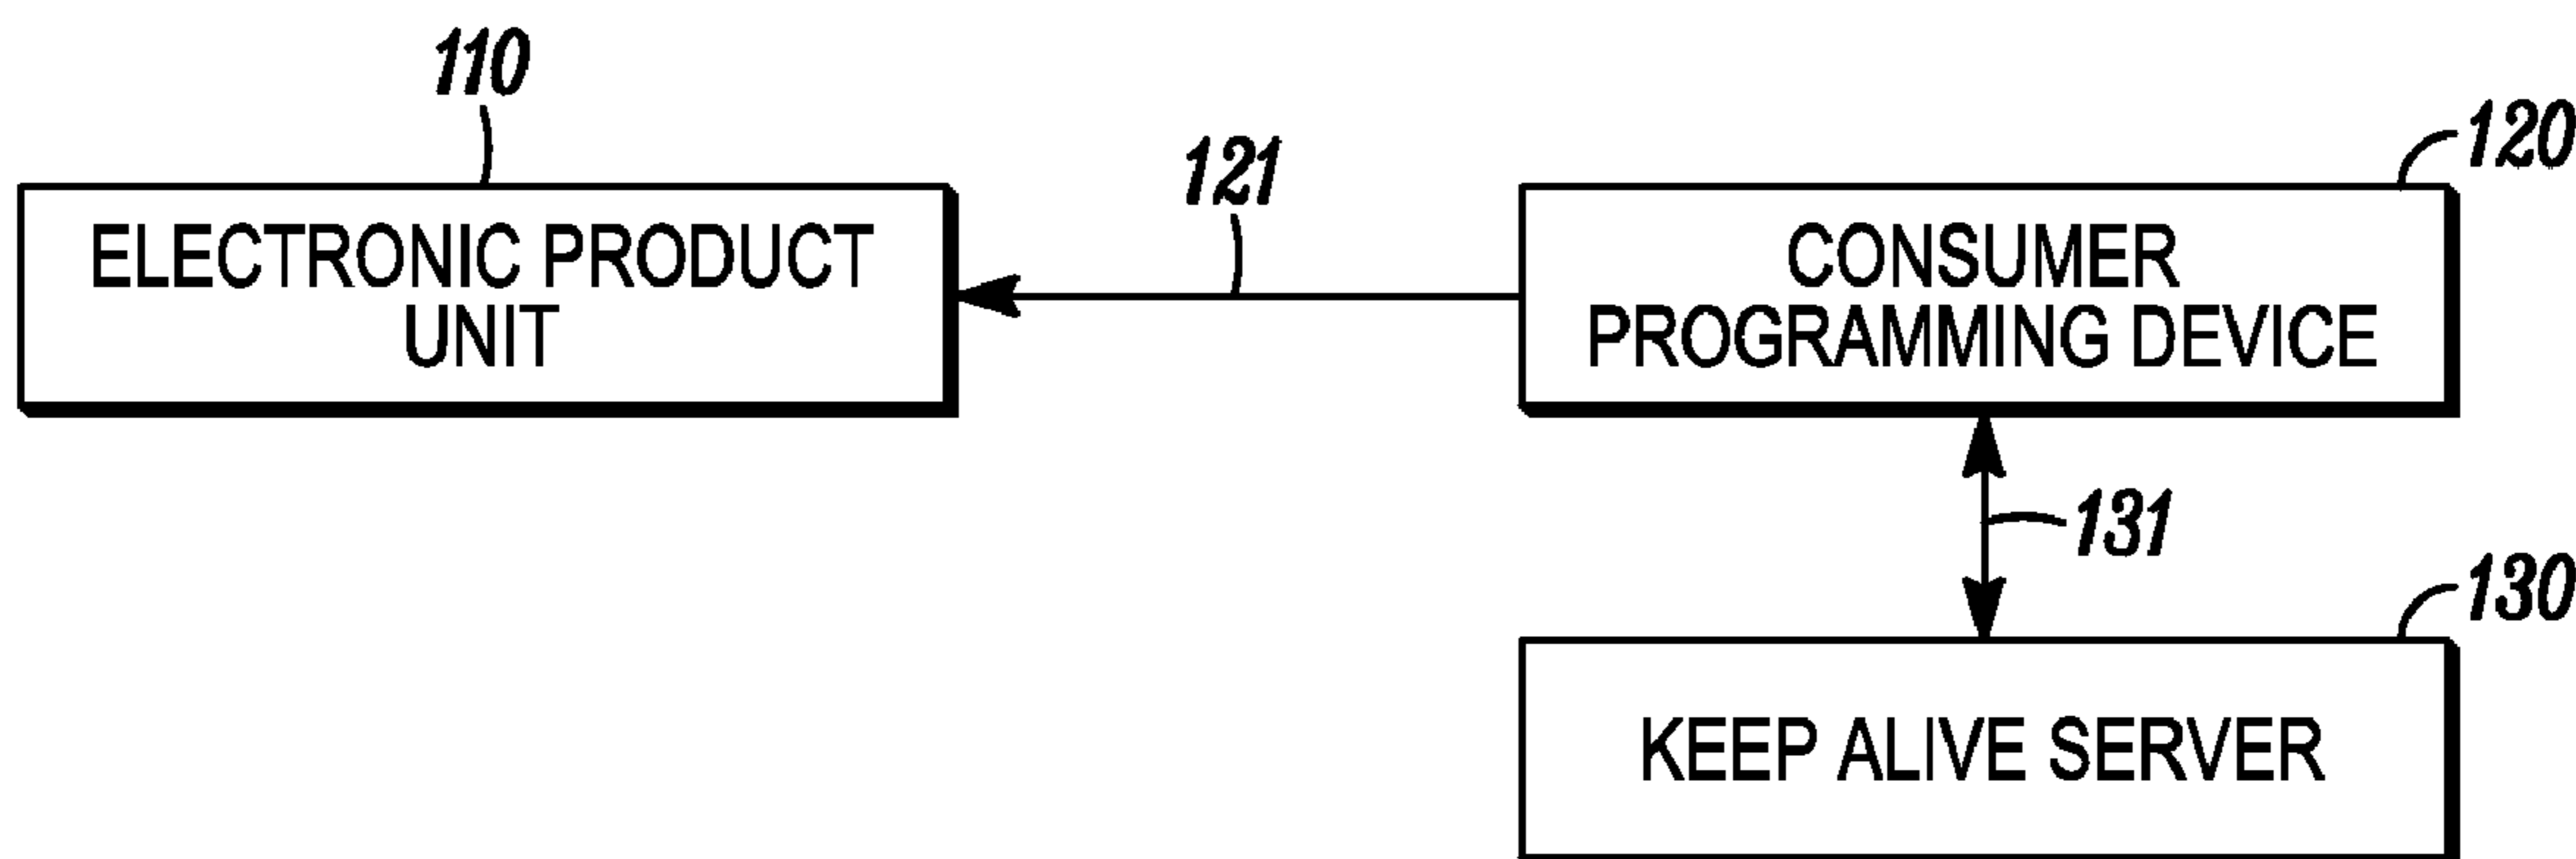 110
120
121
ELECTRONIC PRODUCT
UNIT
CONSUMER
PROGRAMMING DEVICE
131
130
KEEP ALIVE SERVER